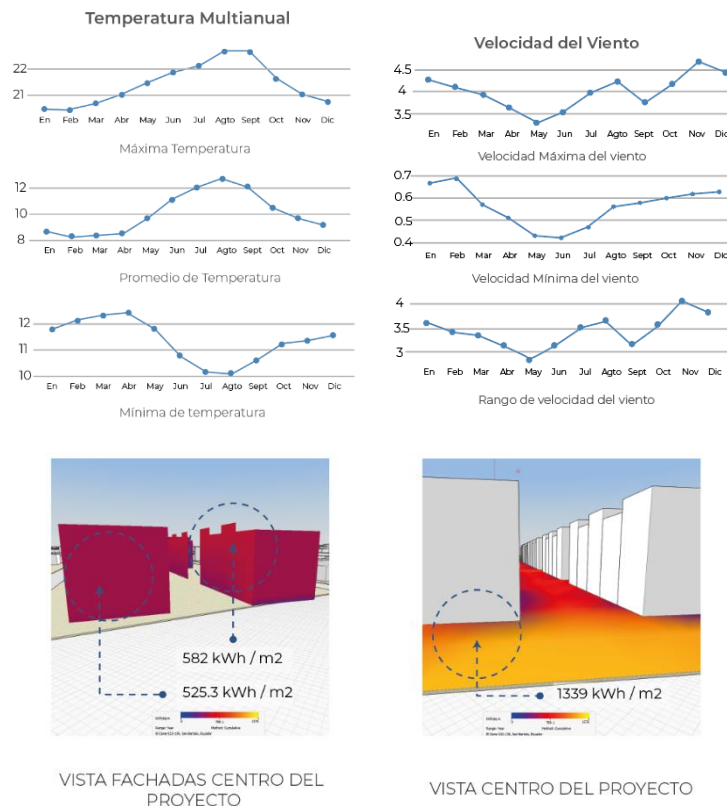 Temperatura Multianual
22
21
En Feb Mar Abr May Jun Jul Agto Sept Oct Nov Dic
Máxima Temperatura
12
10
8
En Feb Mar Abr May Jun Jul Agto Sept Oct Nov Dic
Promedio de Temperatura
12
11
10
En Feb Mar Abr May Jun Jul Agto Sept Oct Nov Dic
Mínima de temperatura
Velocidad del Viento
4.5
4
3.5
En Feb Mar Abr May Jun Jul Agto Sept Oct Nov Dic
Velocidad Máxima del viento
0.7
0.6
0.5
0.4
En Feb Mar Abr May Jun Jul Agto Sept Oct Nov Dic
Velocidad Mínima del viento
4
3.5
3
En Feb Mar Abr May Jun Jul Agto Sept Oct Nov Dic
Rango de velocidad del viento
582 kWh / m2
525.3 kWh / m2
VISTA FACHADAS CENTRO DEL
PROYECTO
1339 kWh / m2
VISTA CENTRO DEL PROYECTO